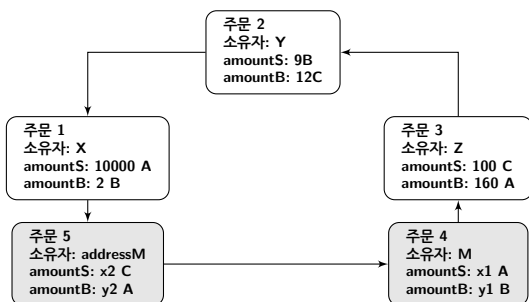 주문 2
소유자: Y
amountS: 9B
amountB: 12C
주문 1
소유자: X
amountS: 10000 A
amountB: 2 B
주문 3
소유자: Z
amountS: 100 C
amountB: 160 A
주문 5
소유자: addressM
amountS: x2 C
amountB: y2 A
주문 4
소유자: M
amountS: x1 A
amountB: y1 B